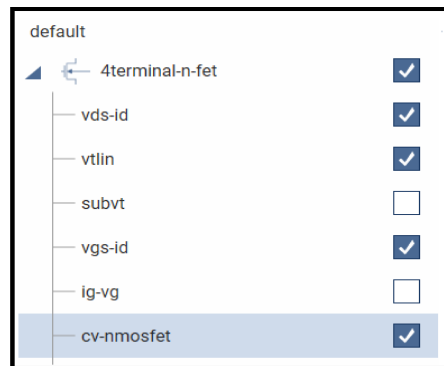 default
4terminal-n-fet
vds-id
vtlin
subvt
vgs-id
ig-vg
cv-nmosfet